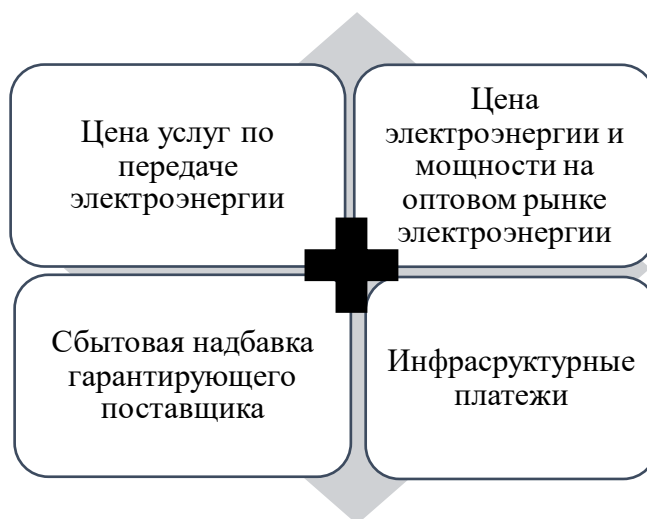 Цена услуг по
передаче
электроэнергии
Цена
электроэнергии и
мощности на
оптовом рынке
электроэнергии
Сбытовая надбавка
гарантирующего
поставщика
Инфрасруктурные
платежи